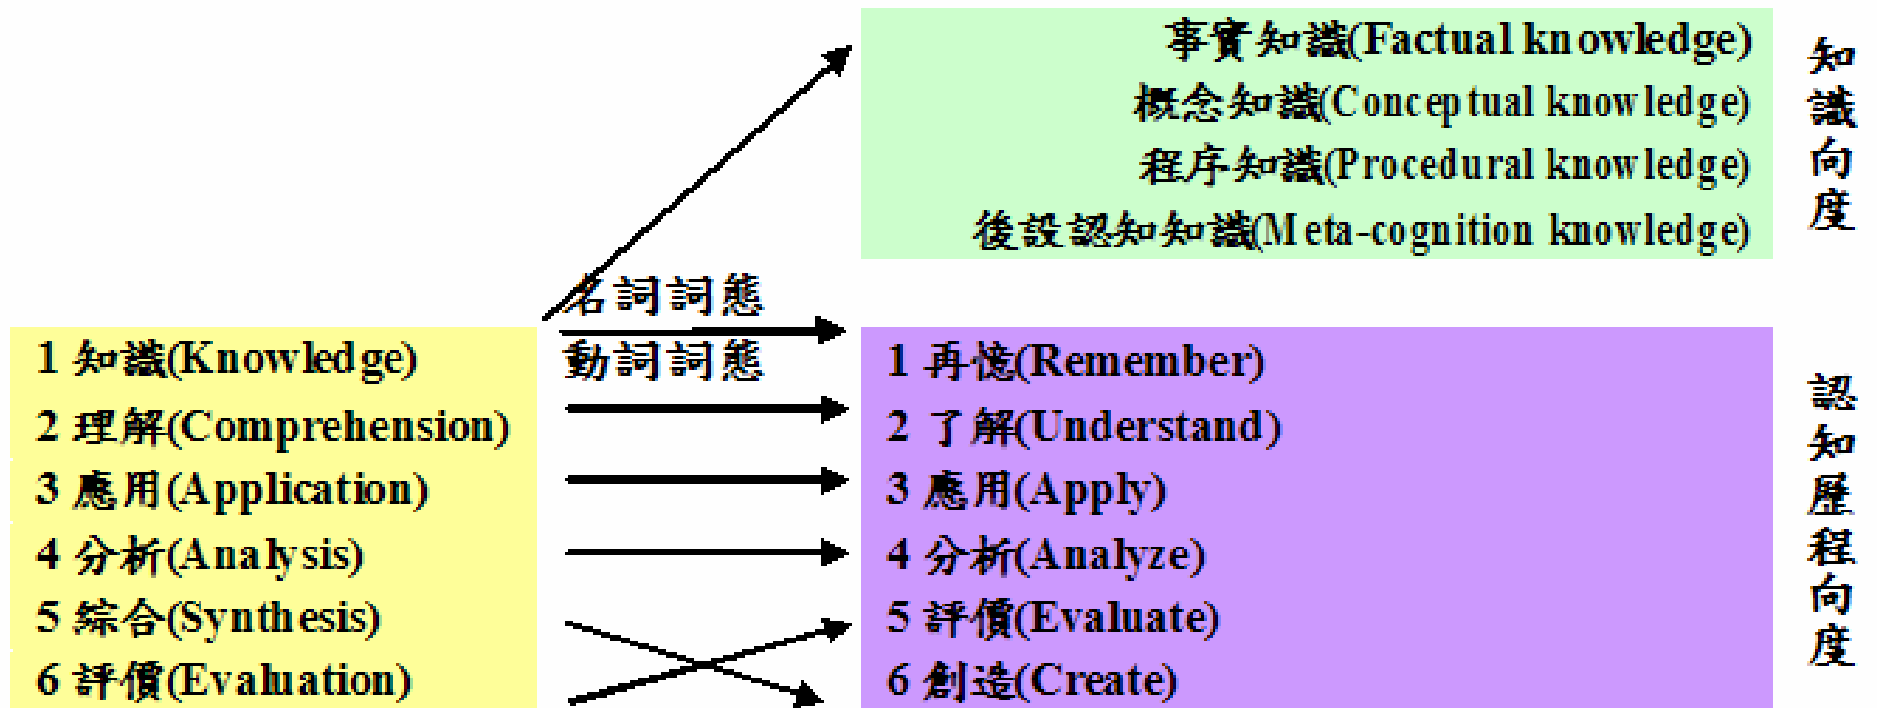 事實知識(Factual knowledge)
概念知識(Conceptual knowledge)
程序知識(Procedural knowledge)
後設認知知識(Meta-cognition knowledge)
知識向度
名詞詞態
動詞詞態
1 知識(Knowledge)
2 理解(Comprehension)
3 應用(Application)
4 分析(Analysis)
5 綜合(Synthesis)
6 評價(Evaluation)
1 再憶(Remember)
2 了解(Understand)
3 應用(Apply)
4 分析(Analyze)
5 評價(Evaluate)
6 創造(Create)
認知歷程向度